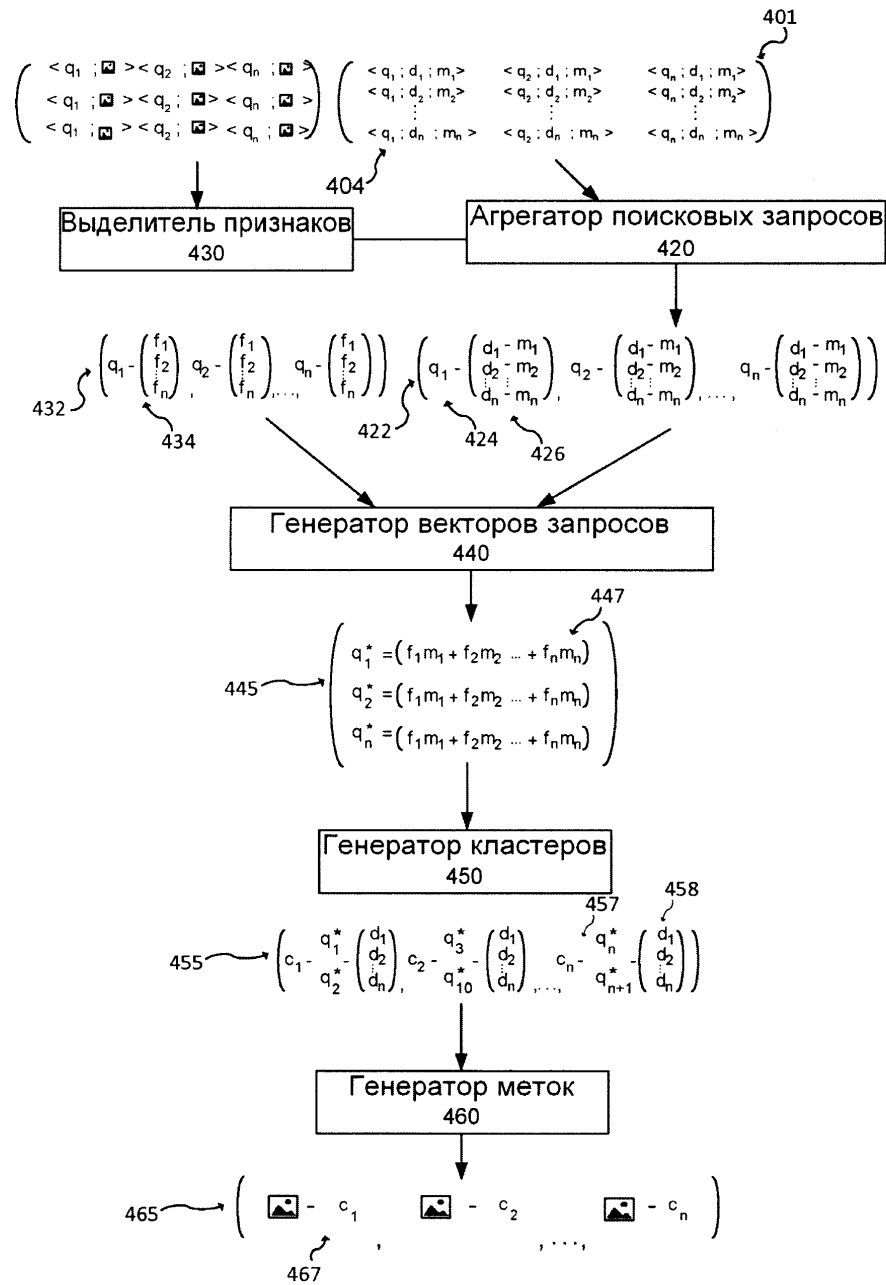 401
< q₁ ; > < q₂ ; > < qₙ ; >
< q₁ ; > < q₂ ; > < qₙ ; >
< q₁ ; > < q₂ ; > < qₙ ; >
< q₁ ; d₁ ; m₁ > < q₂ ; d₁ ; m₁ > < qₙ ; d₁ ; m₁ >
< q₁ ; d₂ ; m₂ > < q₂ ; d₂ ; m₂ > < qₙ ; d₂ ; m₂ >
⋮ ⋮ ⋮
< q₁ ; dₙ ; mₙ > < q₂ ; dₙ ; mₙ > < qₙ ; dₙ ; mₙ >
404
Выделитель признаков
430
Агрегатор поисковых запросов
420
( q₁ - ( f₁ f₂ ⋮ fₙ ) , q₂ - ( f₁ f₂ ⋮ fₙ ) ,..., qₙ - ( f₁ f₂ ⋮ fₙ ) )
432
434
( q₁ - ( d₁ - m₁ d₂ - m₂ ⋮ ⋮ dₙ - mₙ ) , q₂ - ( d₁ - m₁ d₂ - m₂ ⋮ ⋮ dₙ - mₙ ) ,..., qₙ - ( d₁ - m₁ d₂ - m₂ ⋮ ⋮ dₙ - mₙ ) )
422
424
426
Генератор векторов запросов
440
447
q₁* = ( f₁m₁ + f₂m₂ ... + fₙmₙ )
445
q₂* = ( f₁m₁ + f₂m₂ ... + fₙmₙ )
qₙ* = ( f₁m₁ + f₂m₂ ... + fₙmₙ )
Генератор кластеров
450
457
458
455
( c₁ - q₁* q₂* - ( d₁ d₂ ⋮ dₙ ) , c₂ - q₃* q₁₀* - ( d₁ d₂ ⋮ dₙ ) ,..., cₙ - qₙ* qₙ₊₁* - ( d₁ d₂ ⋮ dₙ ) )
Генератор меток
460
465
( - c₁ , - c₂ ,..., - cₙ )
467